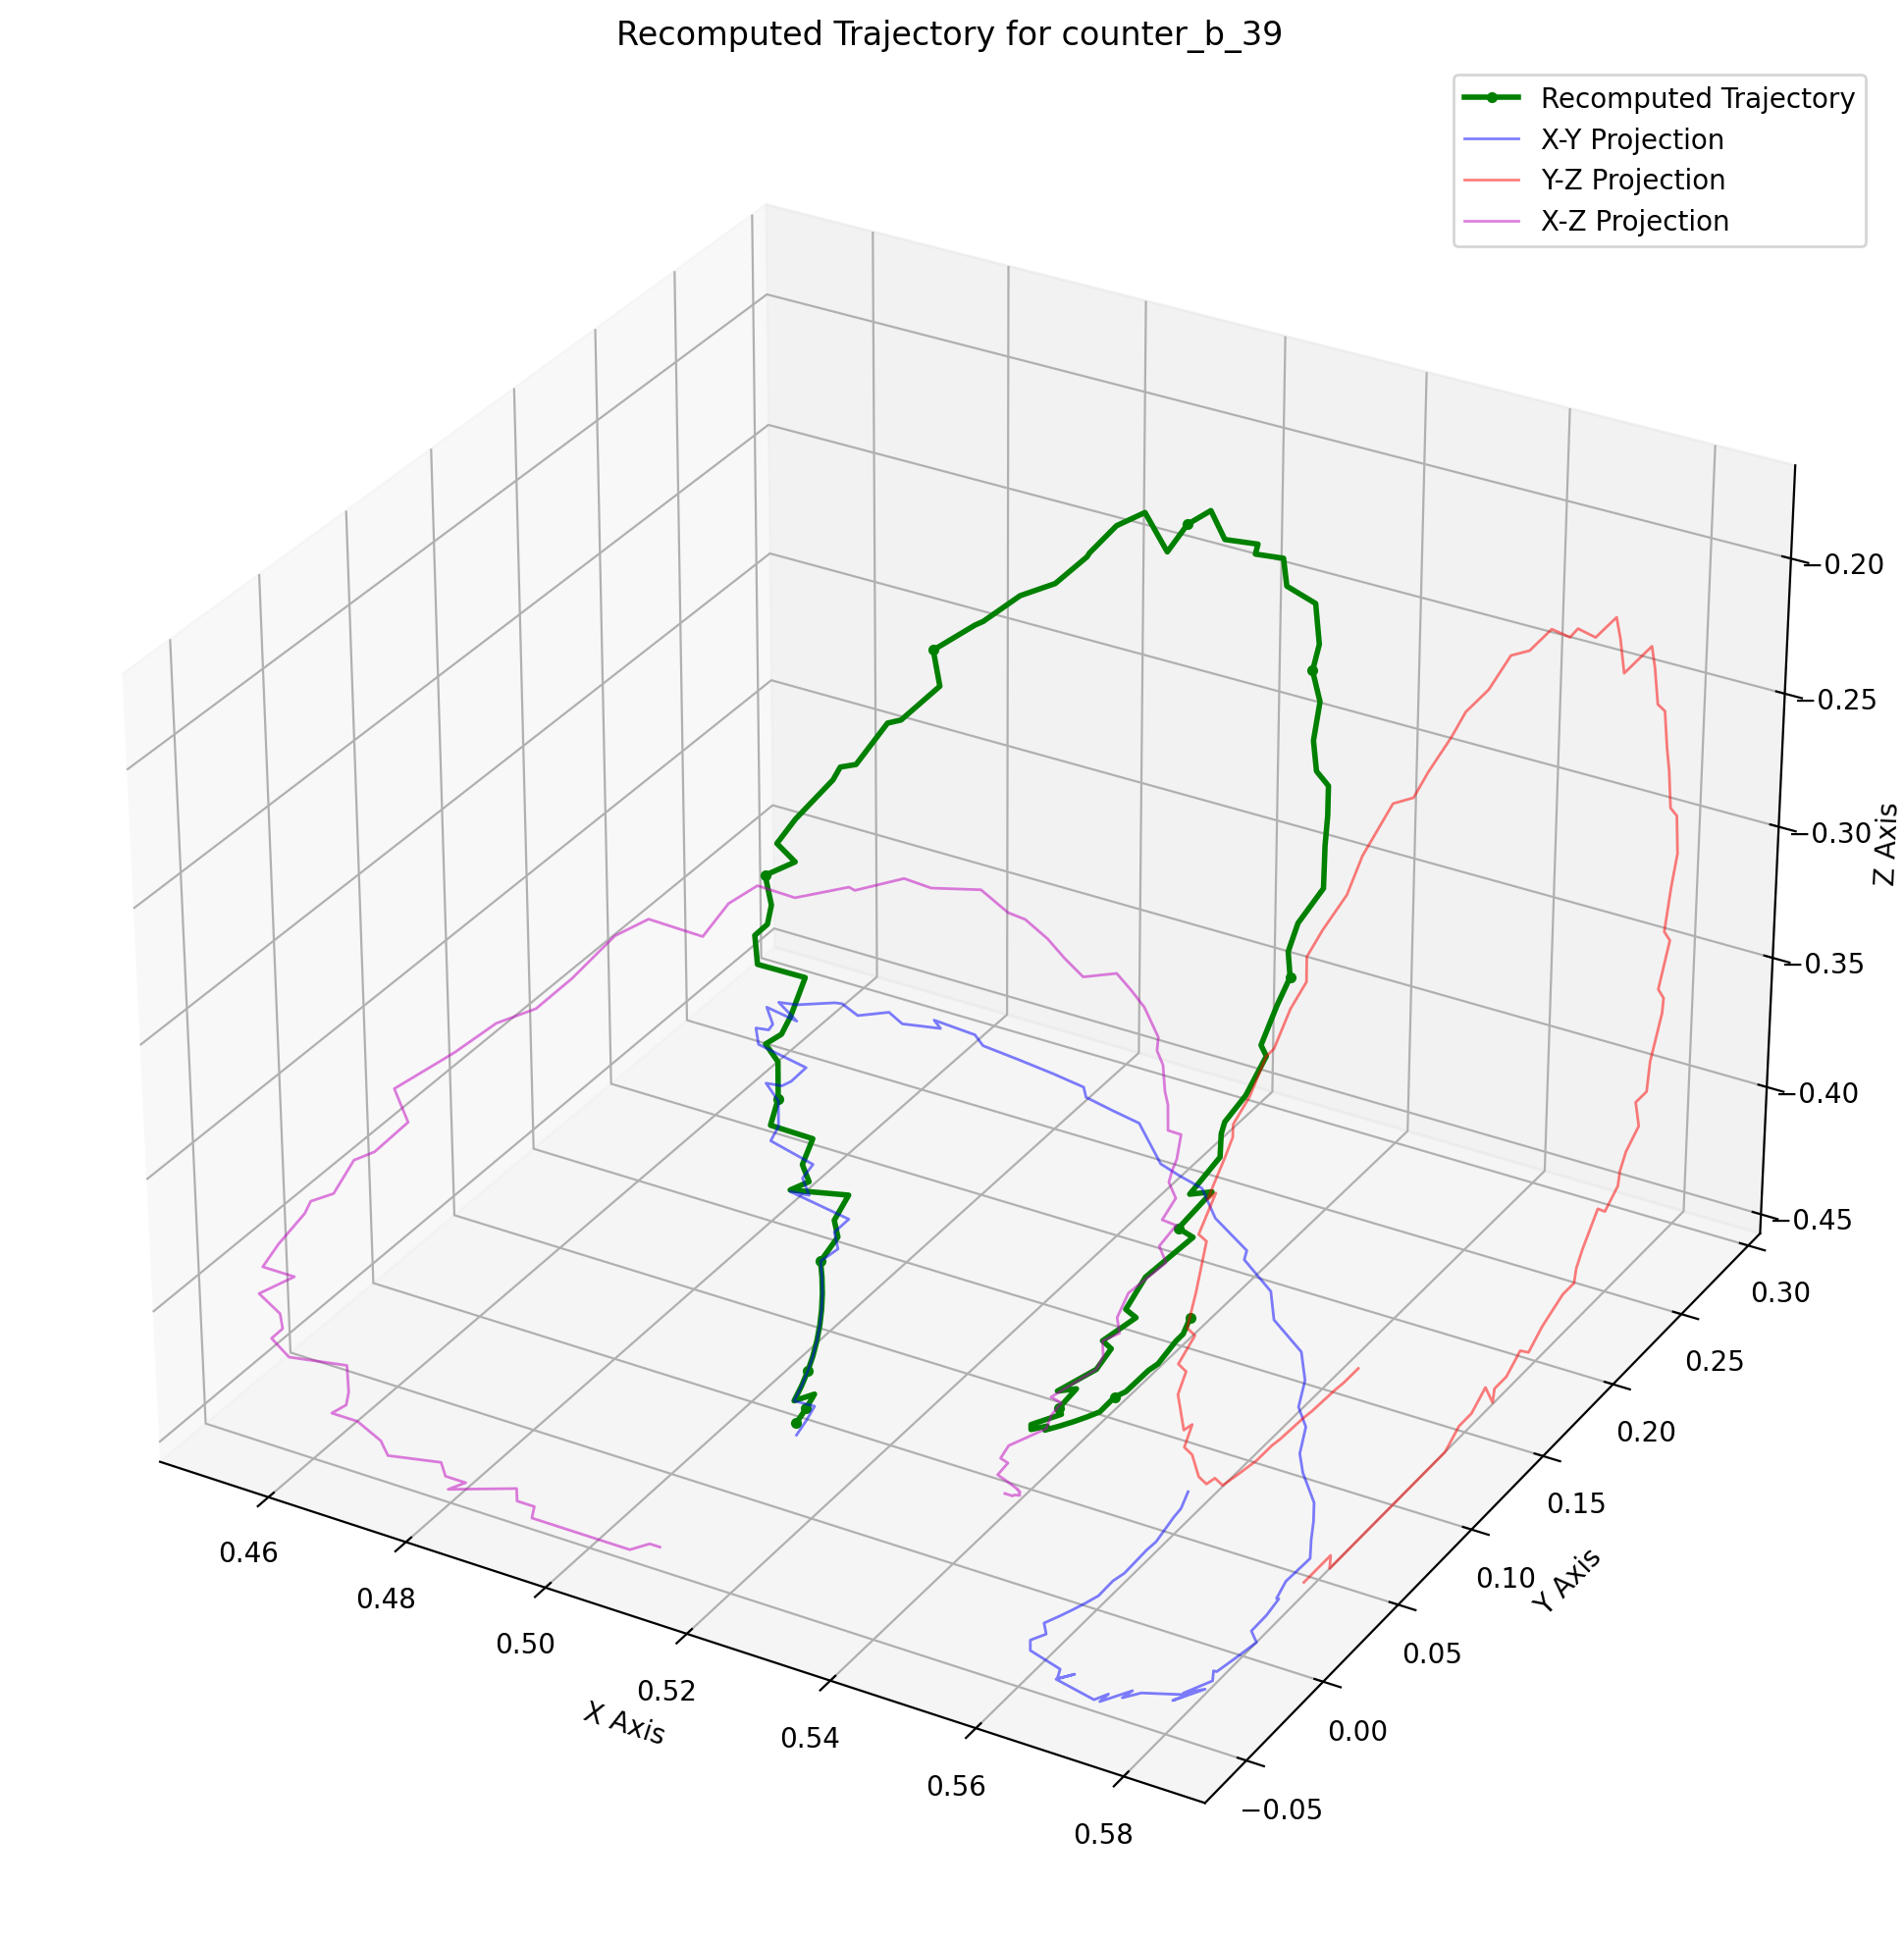 Recomputed Trajectory for counter_b_39
Recomputed Trajectory
X-Y Projection
Y-Z Projection
X-Z Projection
−0.20
−0.25
−0.30
−0.35
−0.40
−0.45
Z Axis
0.30
0.25
0.20
0.15
0.10
0.05
0.00
−0.05
Y Axis
0.46
0.48
0.50
0.52
0.54
0.56
0.58
X Axis